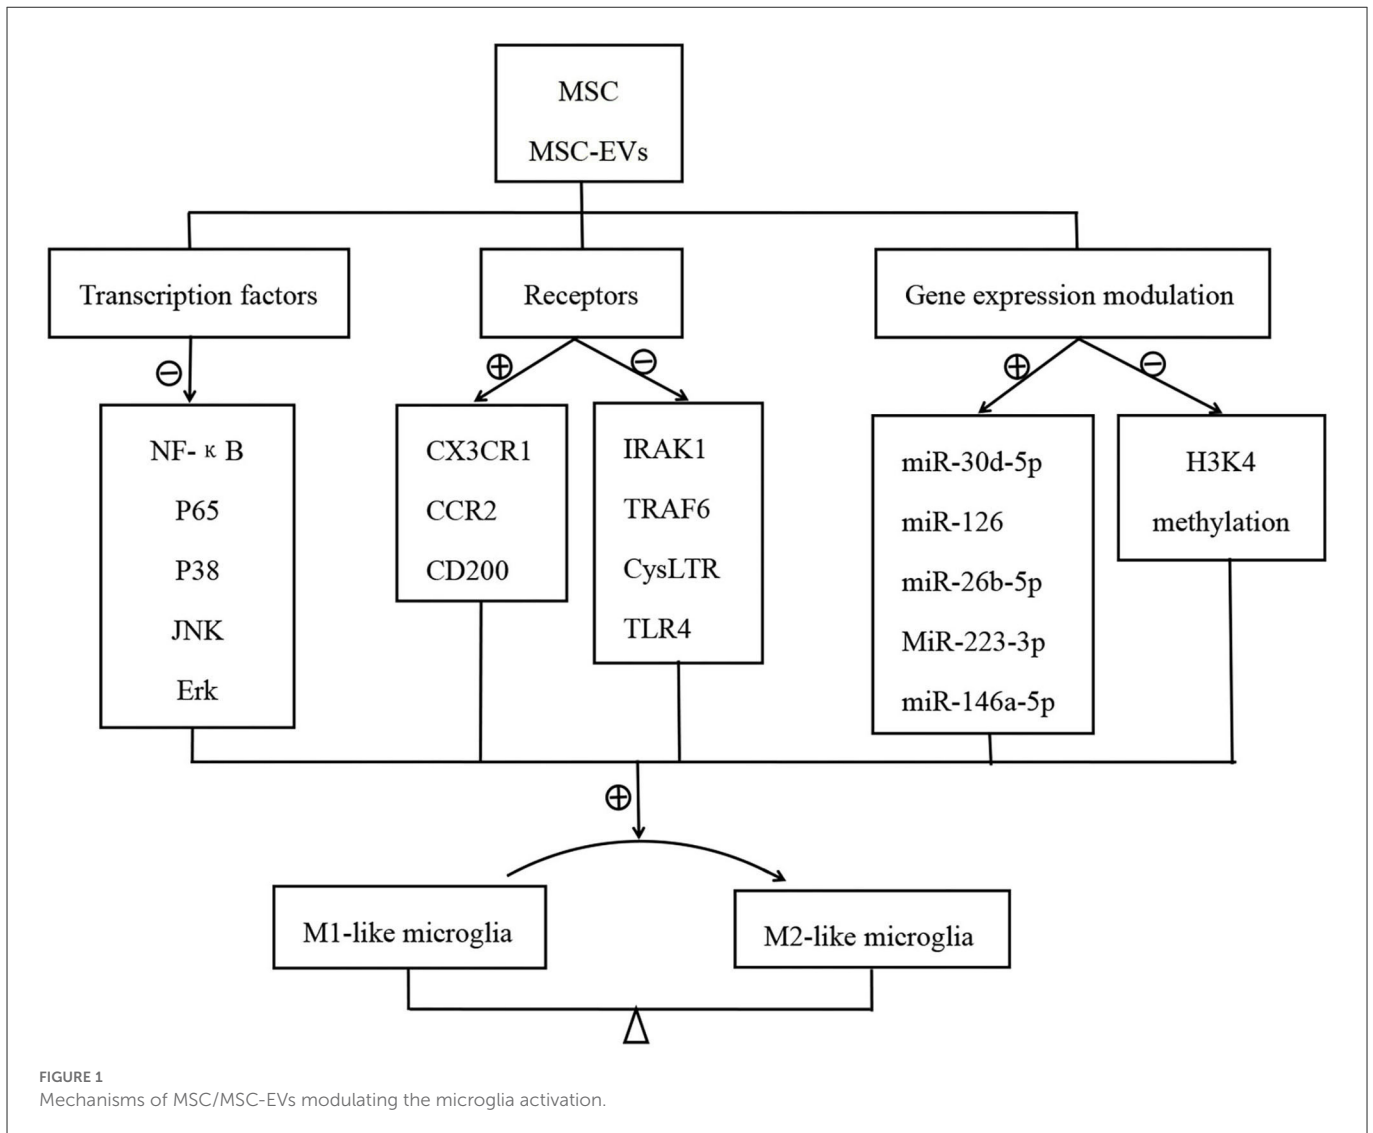 MSC
MSC-EVs
Transcription factors
Receptors
Gene expression modulation
⊖
⊕
⊖
⊕
⊖
NF- κ B
P65
P38
JNK
Erk
CX3CR1
CCR2
CD200
IRAK1
TRAF6
CysLTR
TLR4
miR-30d-5p
miR-126
miR-26b-5p
MiR-223-3p
miR-146a-5p
H3K4
methylation
⊕
M1-like microglia
M2-like microglia
FIGURE 1
Mechanisms of MSC/MSC-EVs modulating the microglia activation.